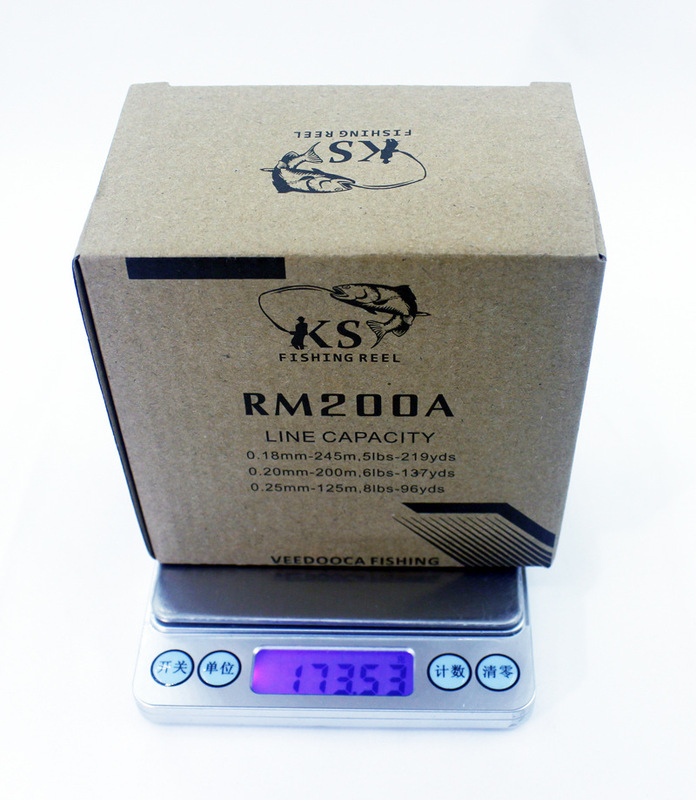 FISHING REEL
KS
KS
FISHING REEL
RM200A
LINE CAPACITY
0.18mm-245m,5lbs-219yds
0.20mm-200m,6lbs-137yds
0.25mm-125m,8lbs-96yds
VEEDOOCA FISHING
开关 单位 173.53 计数 清零